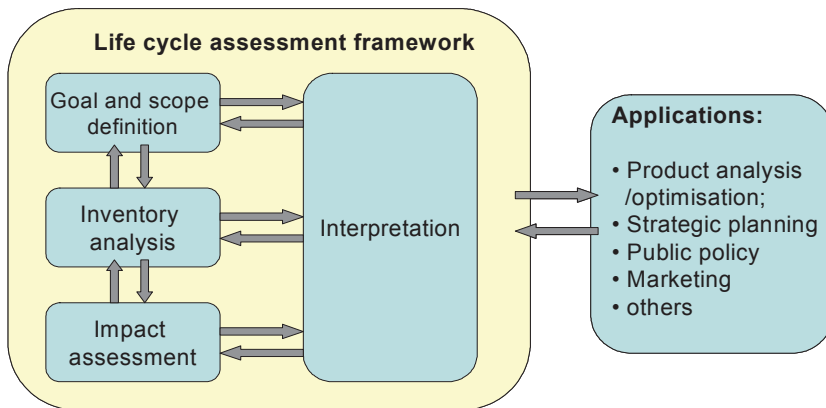 Life cycle assessment framework
Goal and scope
definition
Inventory
analysis
Impact
assessment
Interpretation
Applications:
• Product analysis
/optimisation;
• Strategic planning
• Public policy
• Marketing
• others